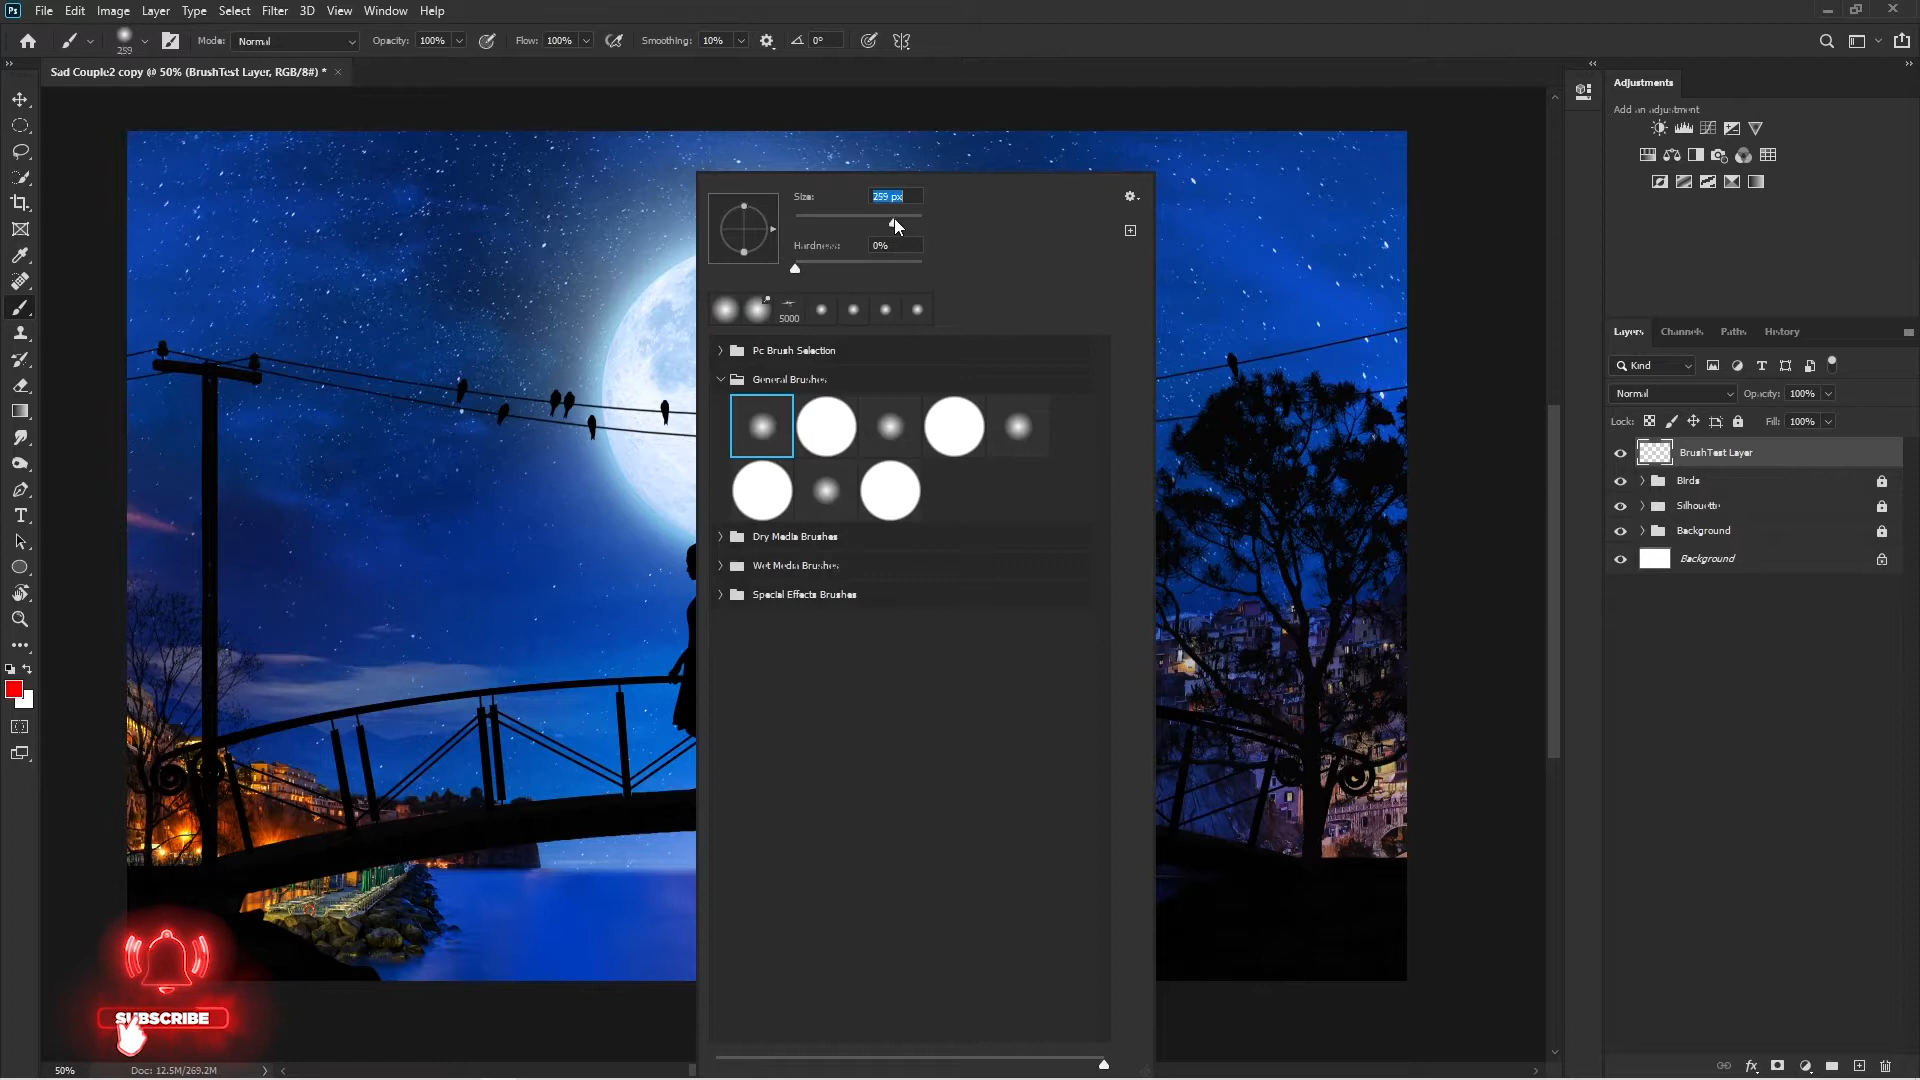 Ps File Edit Image Layer Type Select Filter 3D View Window Help
259 Mode: Normal Opacity: 100% Flow: 100% Smoothing: 10% 0°
Sad Couple2 copy @ 50% (BrushTest Layer, RGB/8#) *
Adjustments
Add an adjustment
Size: 259 px
Hardness: 0%
5000
Pc Brush Selection
General Brushes
Dry Media Brushes
Wet Media Brushes
Special Effects Brushes
Layers Channels Paths History
Kind
Normal Opacity: 100%
Lock: Fill: 100%
BrushTest Layer
Birds
Silhoutte
Background
Background
SUBSCRIBE
50% Doc: 12.5M/269.2M